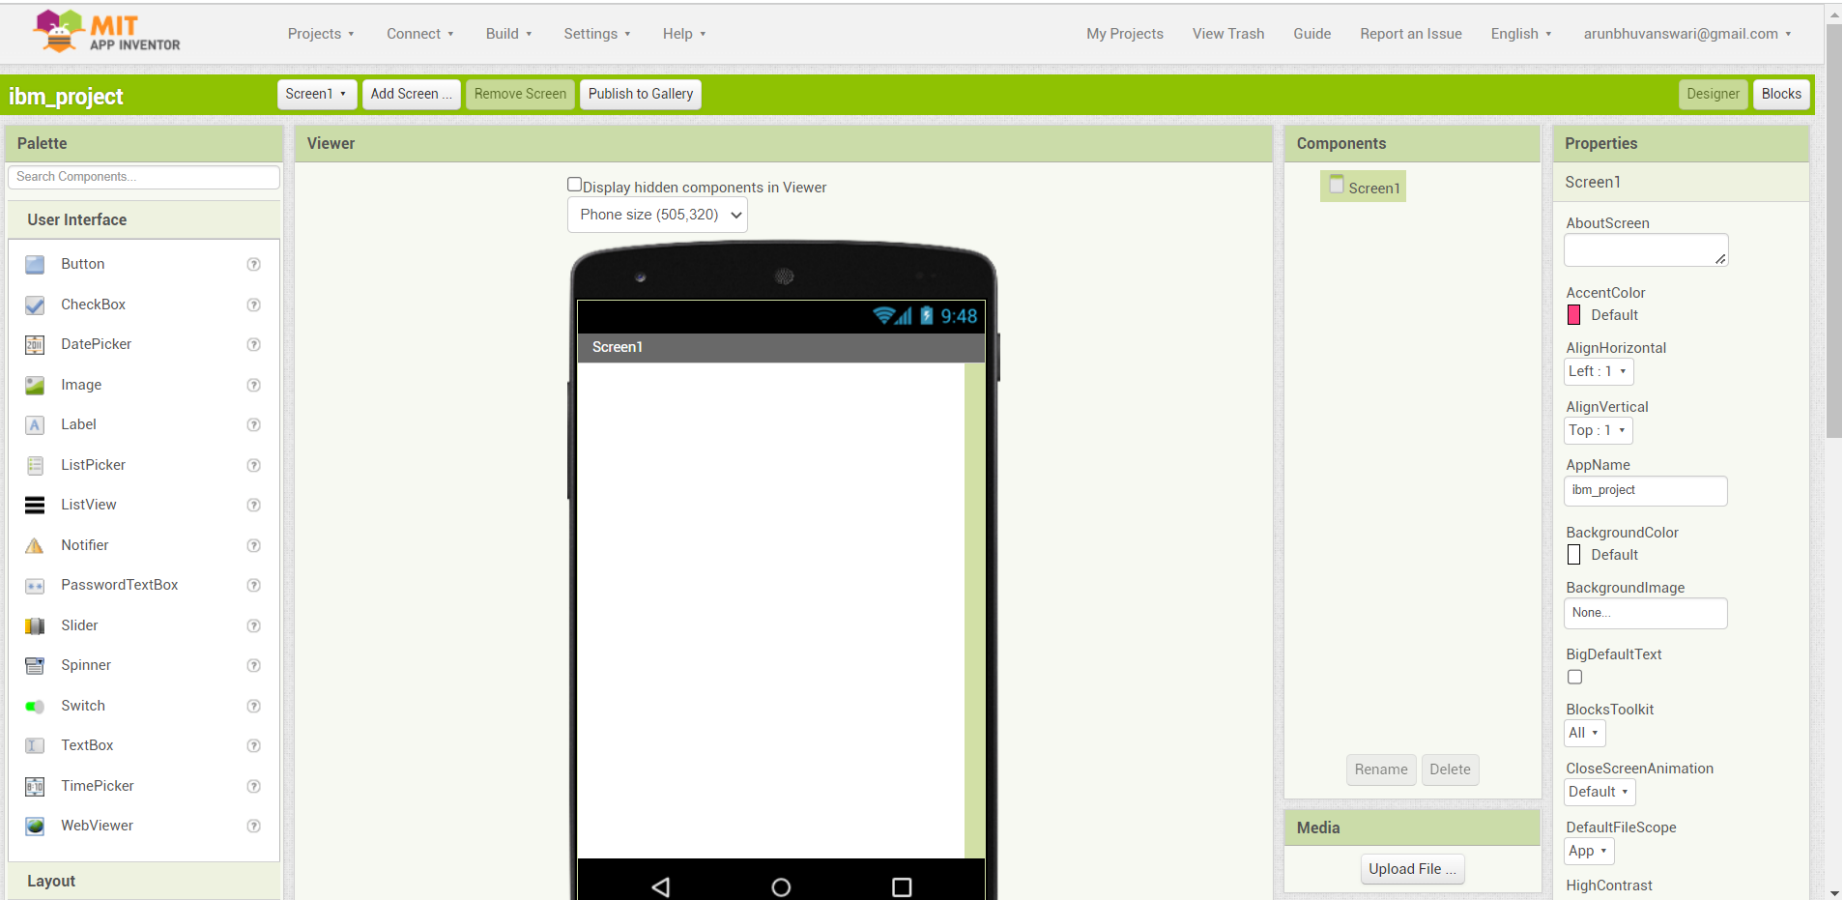 MIT
APP INVENTOR
Projects
Connect
Build
Settings
Help
My Projects
View Trash
Guide
Report an Issue
English
arunbhuvanswari@gmail.com
ibm_project
Screen1
Add Screen ...
Remove Screen
Publish to Gallery
Designer
Blocks
Palette
Search Components...
User Interface
Button ?
CheckBox ?
DatePicker ?
Image ?
Label ?
ListPicker ?
ListView ?
Notifier ?
PasswordTextBox ?
Slider ?
Spinner ?
Switch ?
TextBox ?
TimePicker ?
WebViewer ?
Layout
Viewer
Display hidden components in Viewer
Phone size (505,320)
9:48
Screen1
Components
Screen1
Rename
Delete
Media
Upload File ...
Properties
Screen1
AboutScreen
AccentColor
Default
AlignHorizontal
Left : 1
AlignVertical
Top : 1
AppName
ibm_project
BackgroundColor
Default
BackgroundImage
None...
BigDefaultText
BlocksToolkit
All
CloseScreenAnimation
Default
DefaultFileScope
App
HighContrast